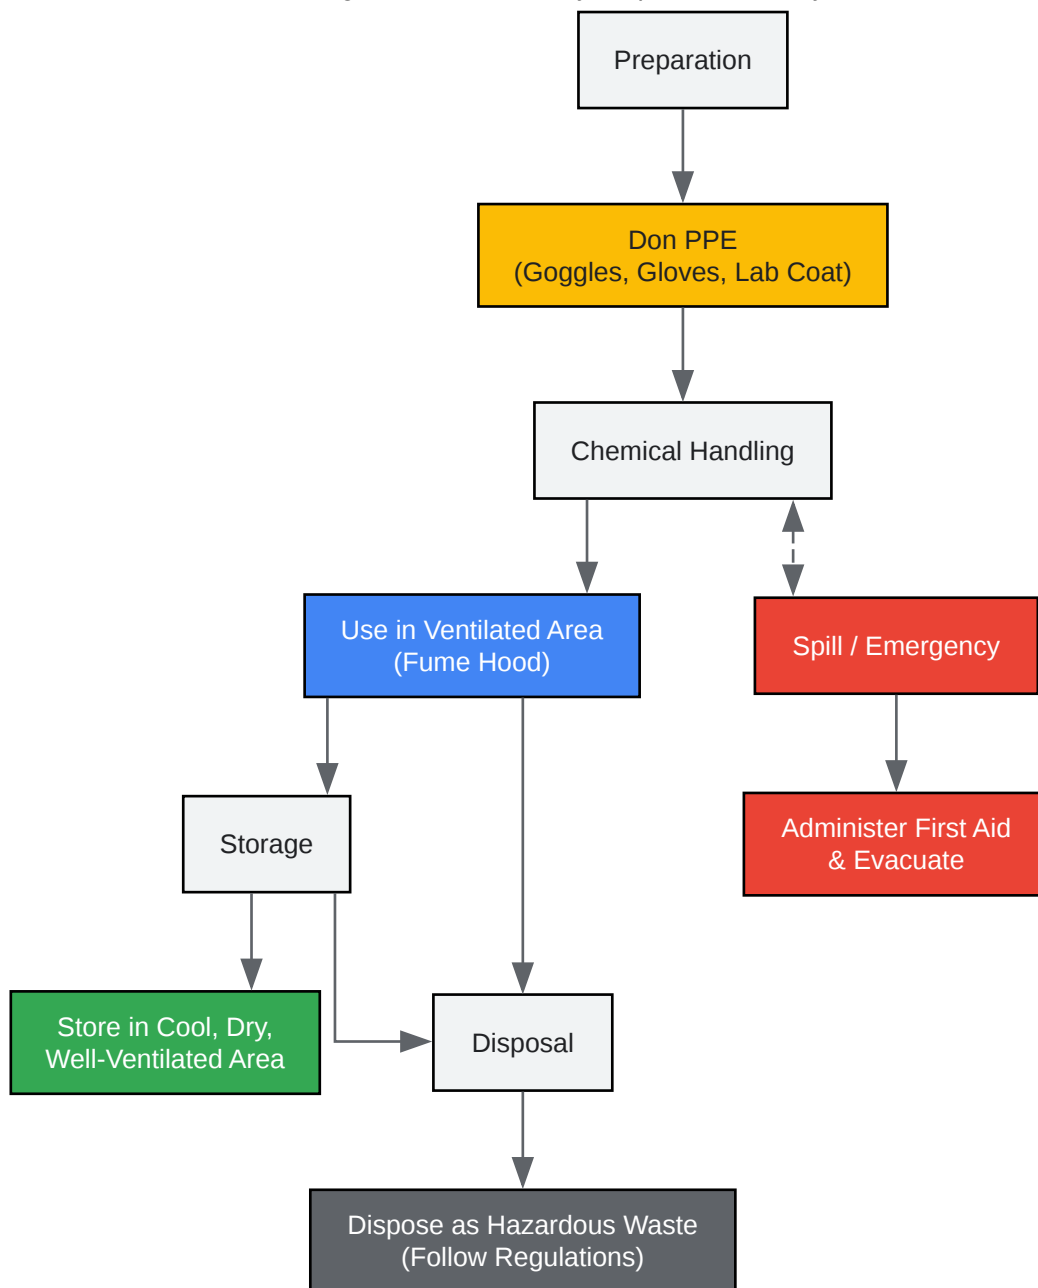 Preparation
Don PPE
(Goggles, Gloves, Lab Coat)
Chemical Handling
Use in Ventilated Area
(Fume Hood)
Spill / Emergency
Storage
Administer First Aid
& Evacuate
Store in Cool, Dry,
Well-Ventilated Area
Disposal
Dispose as Hazardous Waste
(Follow Regulations)